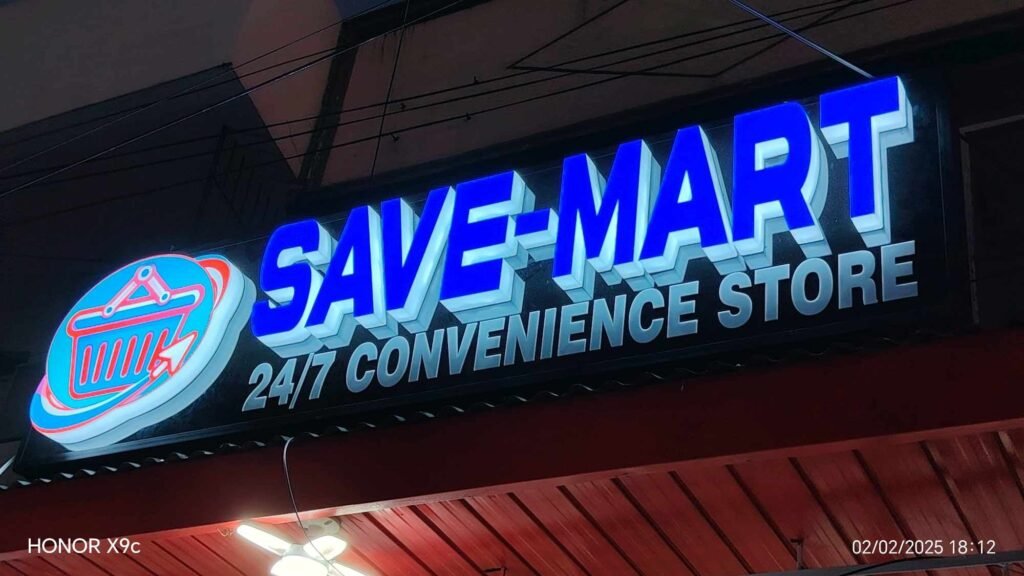 SAVE-MART
24/7 CONVENIENCE STORE
HONOR X9c
02/02/2025 18:12